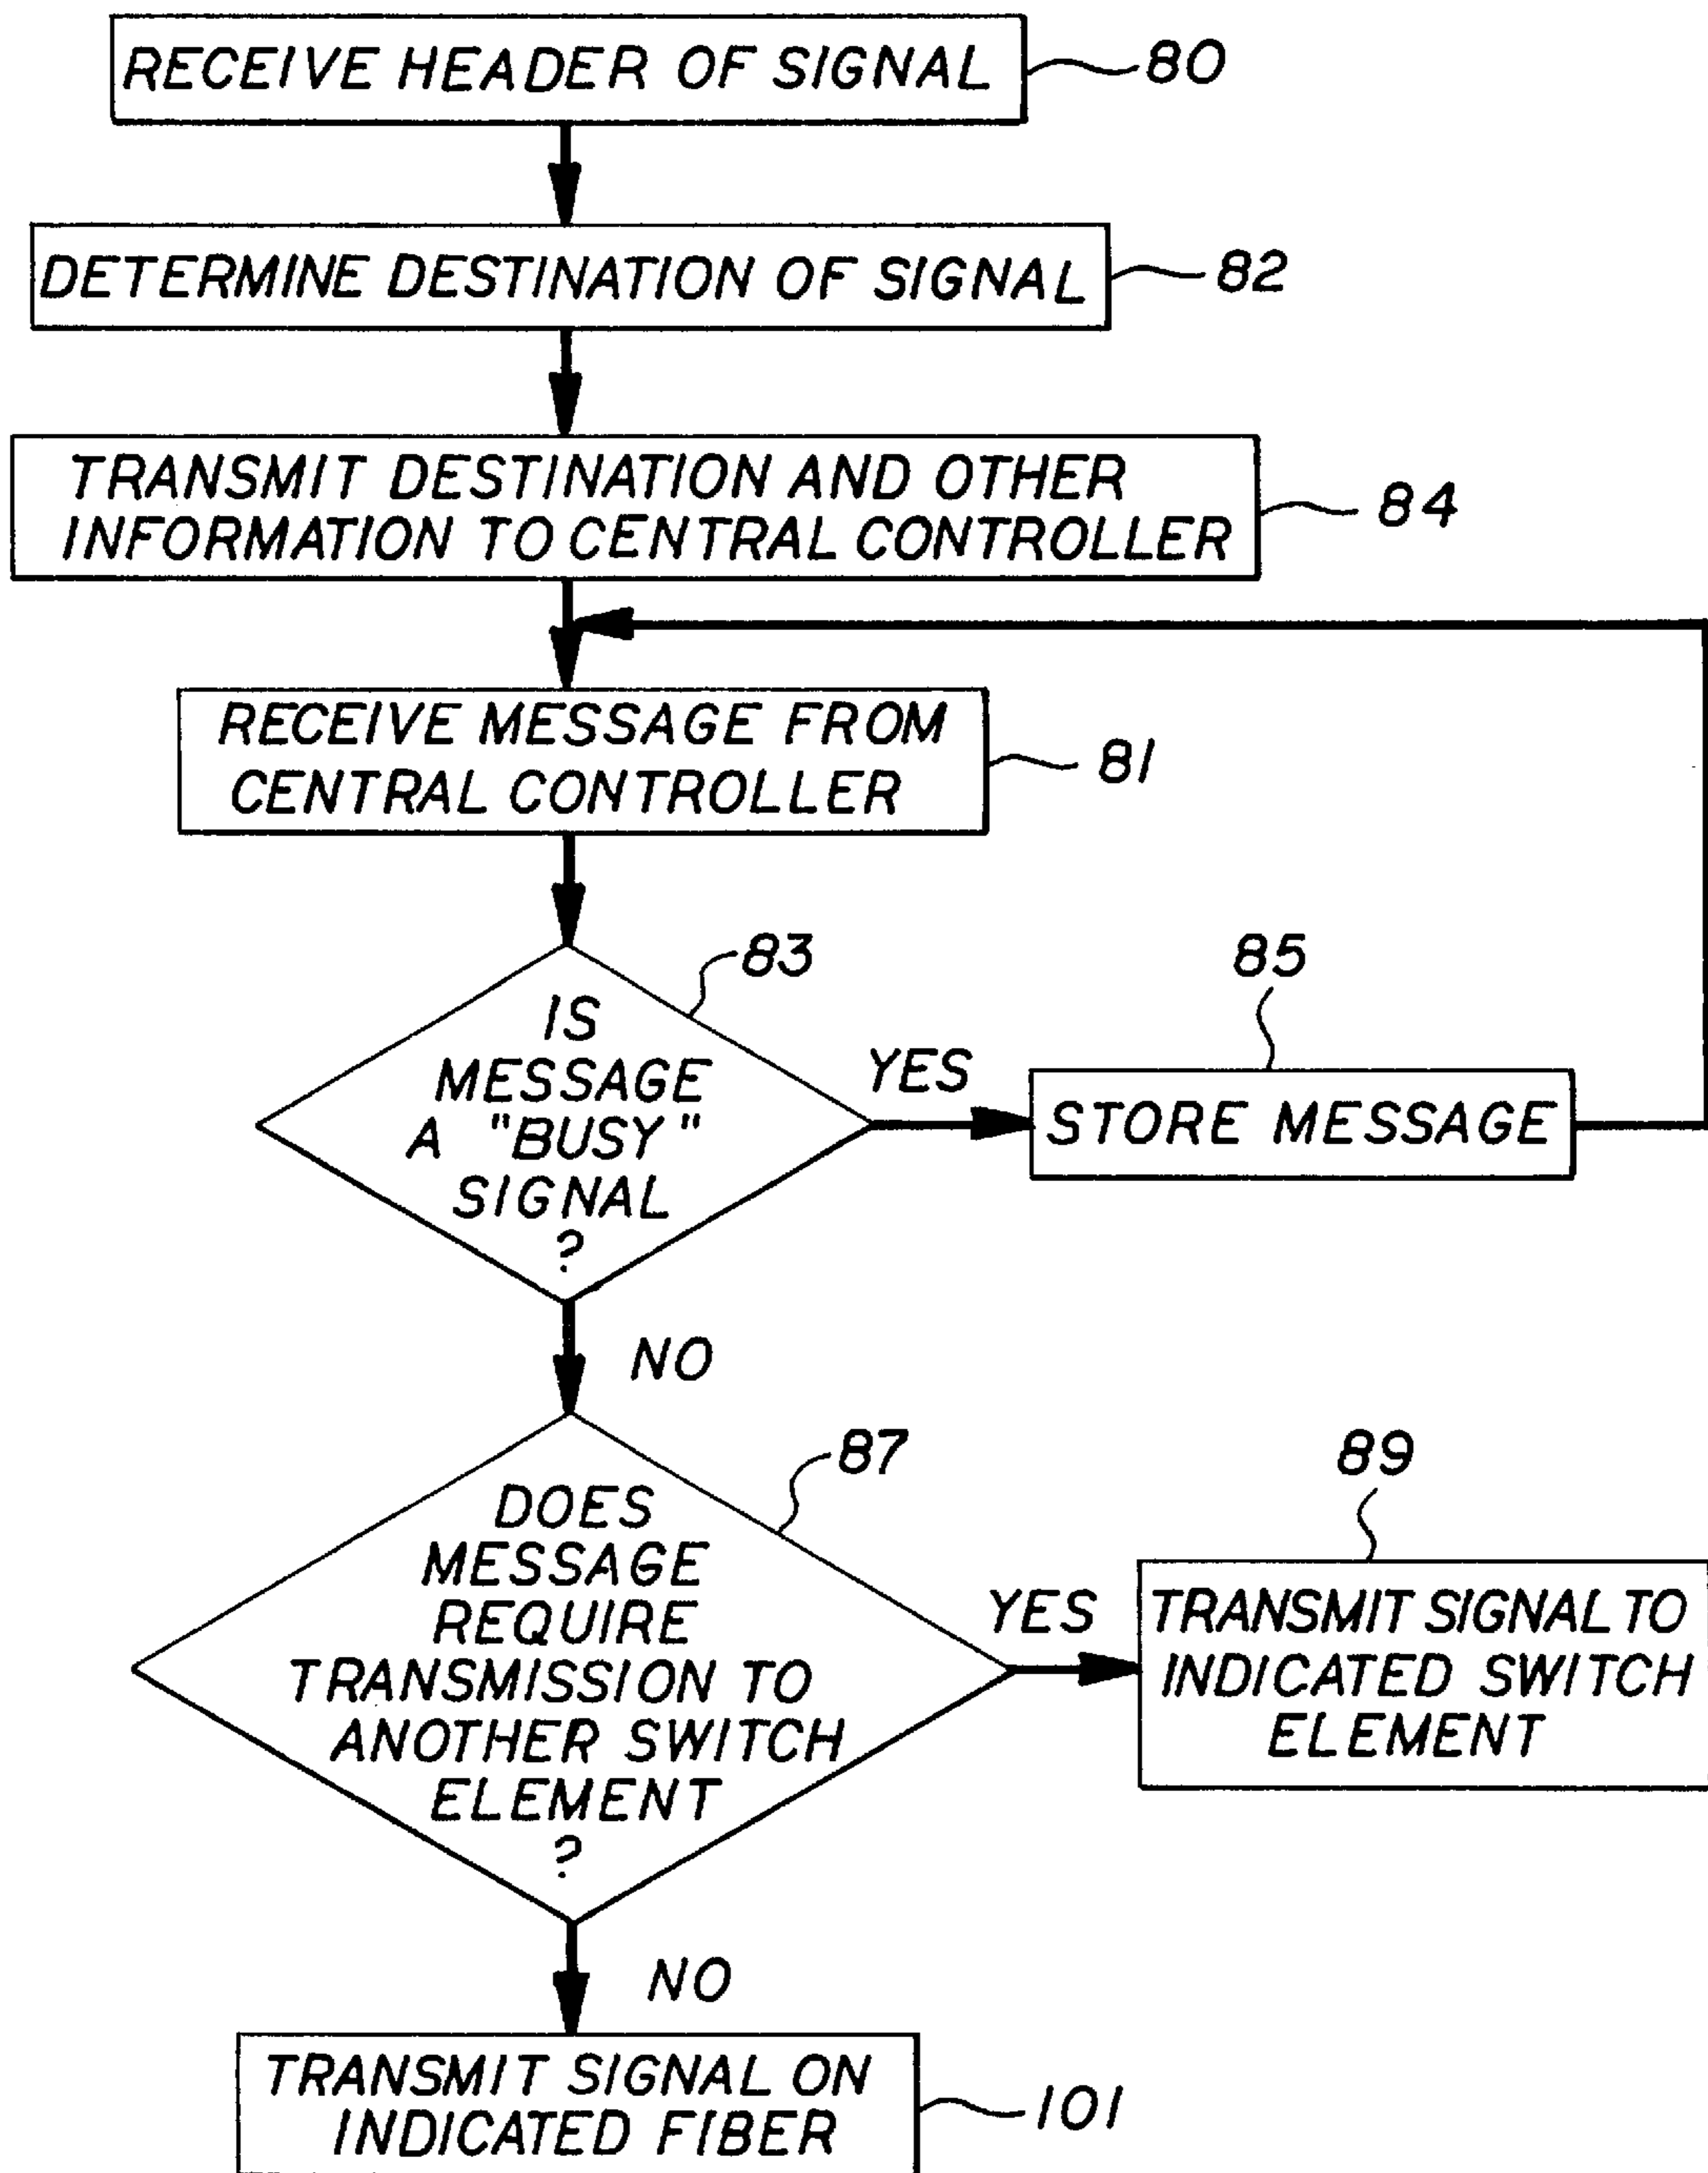 RECEIVE HEADER OF SIGNAL
80
DETERMINE DESTINATION OF SIGNAL
82
TRANSMIT DESTINATION AND OTHER
INFORMATION TO CENTRAL CONTROLLER
84
RECEIVE MESSAGE FROM
CENTRAL CONTROLLER
81
83
IS
MESSAGE
A "BUSY"
SIGNAL
?
YES
85
STORE MESSAGE
NO
87
DOES
MESSAGE
REQUIRE
TRANSMISSION TO
ANOTHER SWITCH
ELEMENT
?
YES
89
TRANSMIT SIGNAL TO
INDICATED SWITCH
ELEMENT
NO
TRANSMIT SIGNAL ON
INDICATED FIBER
101